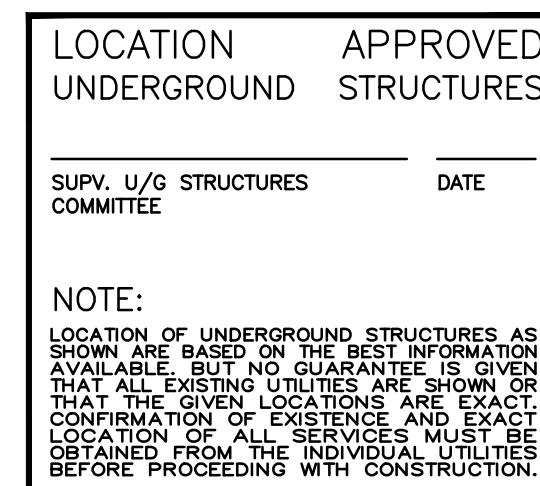 LOCATION APPROVED
UNDERGROUND STRUCTURES
SUPV. U/G STRUCTURES DATE
COMMITTEE
NOTE:
LOCATION OF UNDERGROUND STRUCTURES AS
SHOWN ARE BASED ON THE BEST INFORMATION
AVAILABLE. BUT NO GUARANTEE IS GIVEN
THAT ALL EXISTING UTILITIES ARE SHOWN OR
THAT THE GIVEN LOCATIONS ARE EXACT.
CONFIRMATION OF EXISTENCE AND EXACT
LOCATION OF ALL SERVICES MUST BE
OBTAINED FROM THE INDIVIDUAL UTILITIES
BEFORE PROCEEDING WITH CONSTRUCTION.